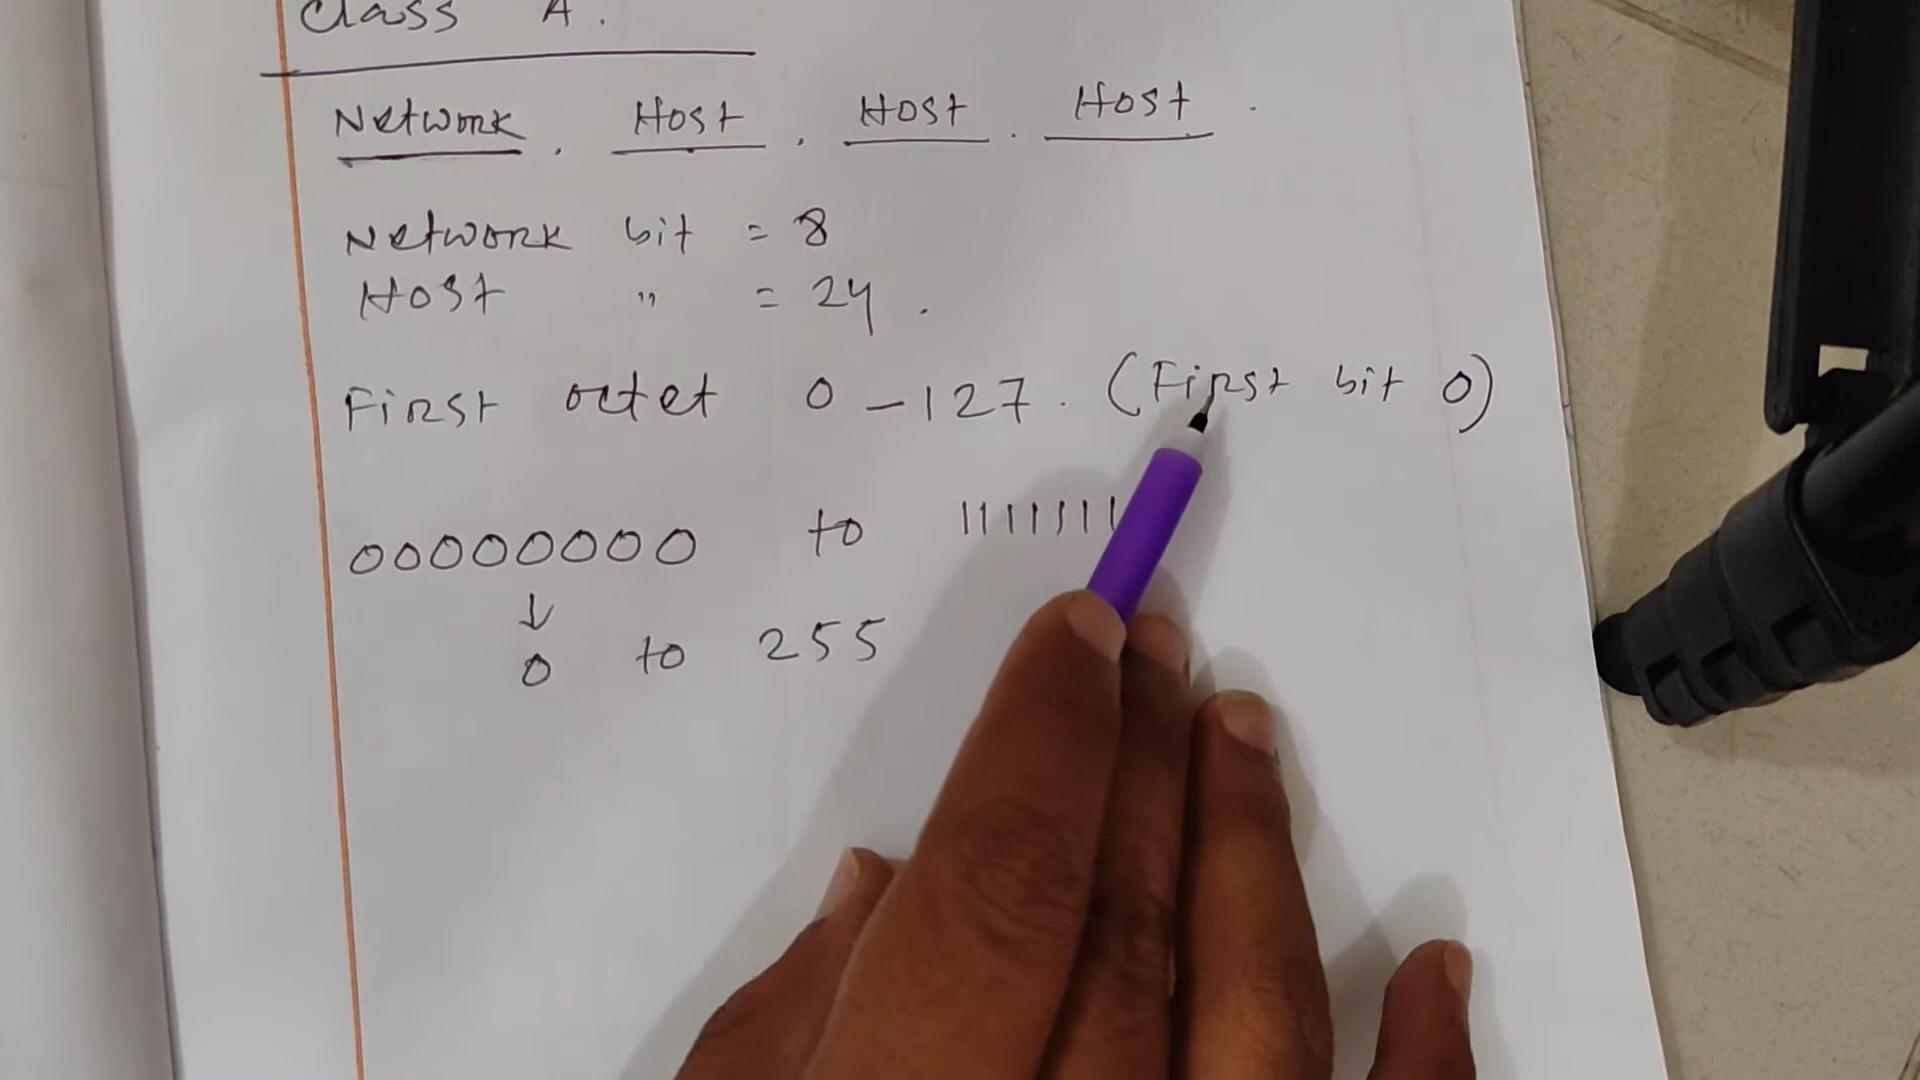 Class A.
Network . Host . Host . Host .
Network bit = 8
Host " = 24 .
First octet 0 - 127. (First bit 0)
00000000 to 1111111
↓
0 to 255